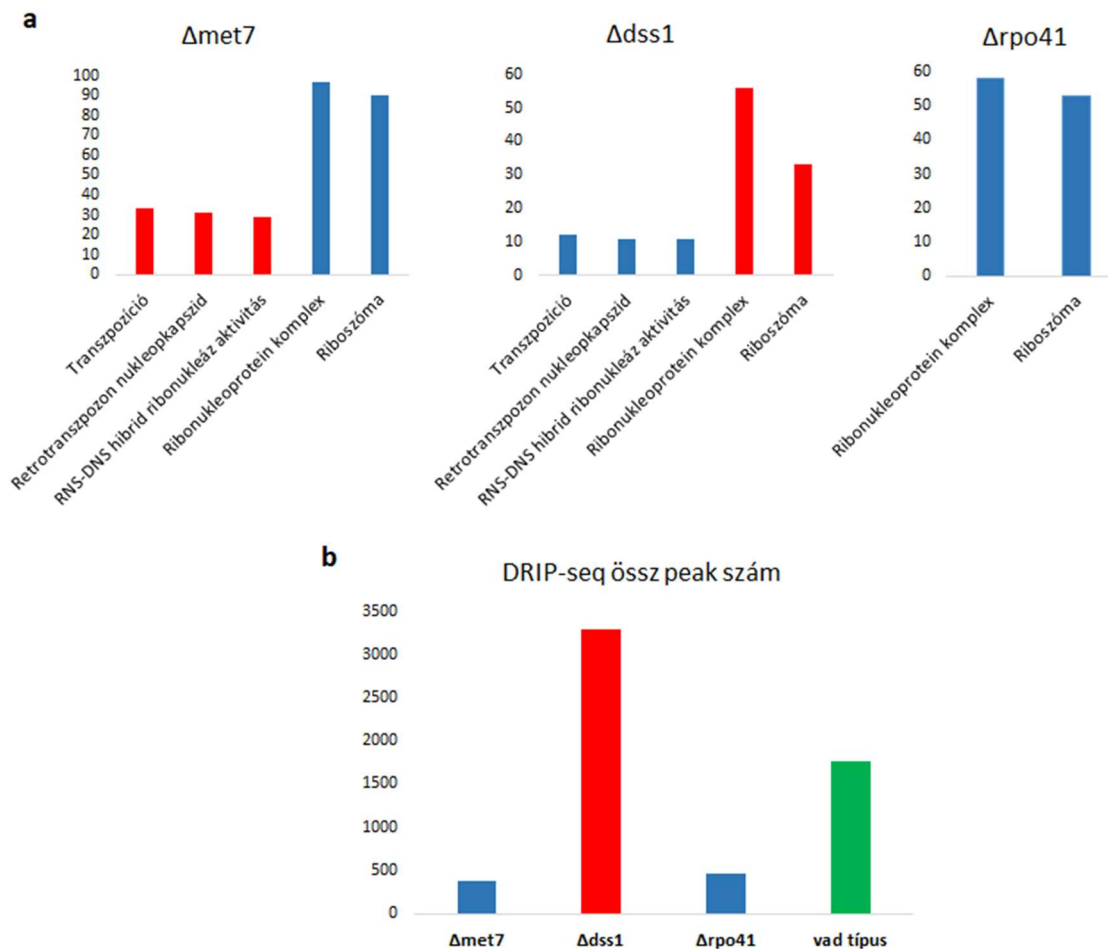 a
Δmet7
100
90
80
70
60
50
40
30
20
10
0
Transzpozíció
Retrotranszpozon nukleopkapszid
RNS-DNS hibrid ribonukleáz aktivitás
Ribonukleoprotein komplex
Riboszóma
Δdss1
60
50
40
30
20
10
0
Transzpozíció
Retrotranszpozon nukleopkapszid
RNS-DNS hibrid ribonukleáz aktivitás
Ribonukleoprotein komplex
Riboszóma
Δrpo41
60
50
40
30
20
10
0
Ribonukleoprotein komplex
Riboszóma
b
DRIP-seq össz peak szám
3500
3000
2500
2000
1500
1000
500
0
Δmet7 Δdss1 Δrpo41 vad típus